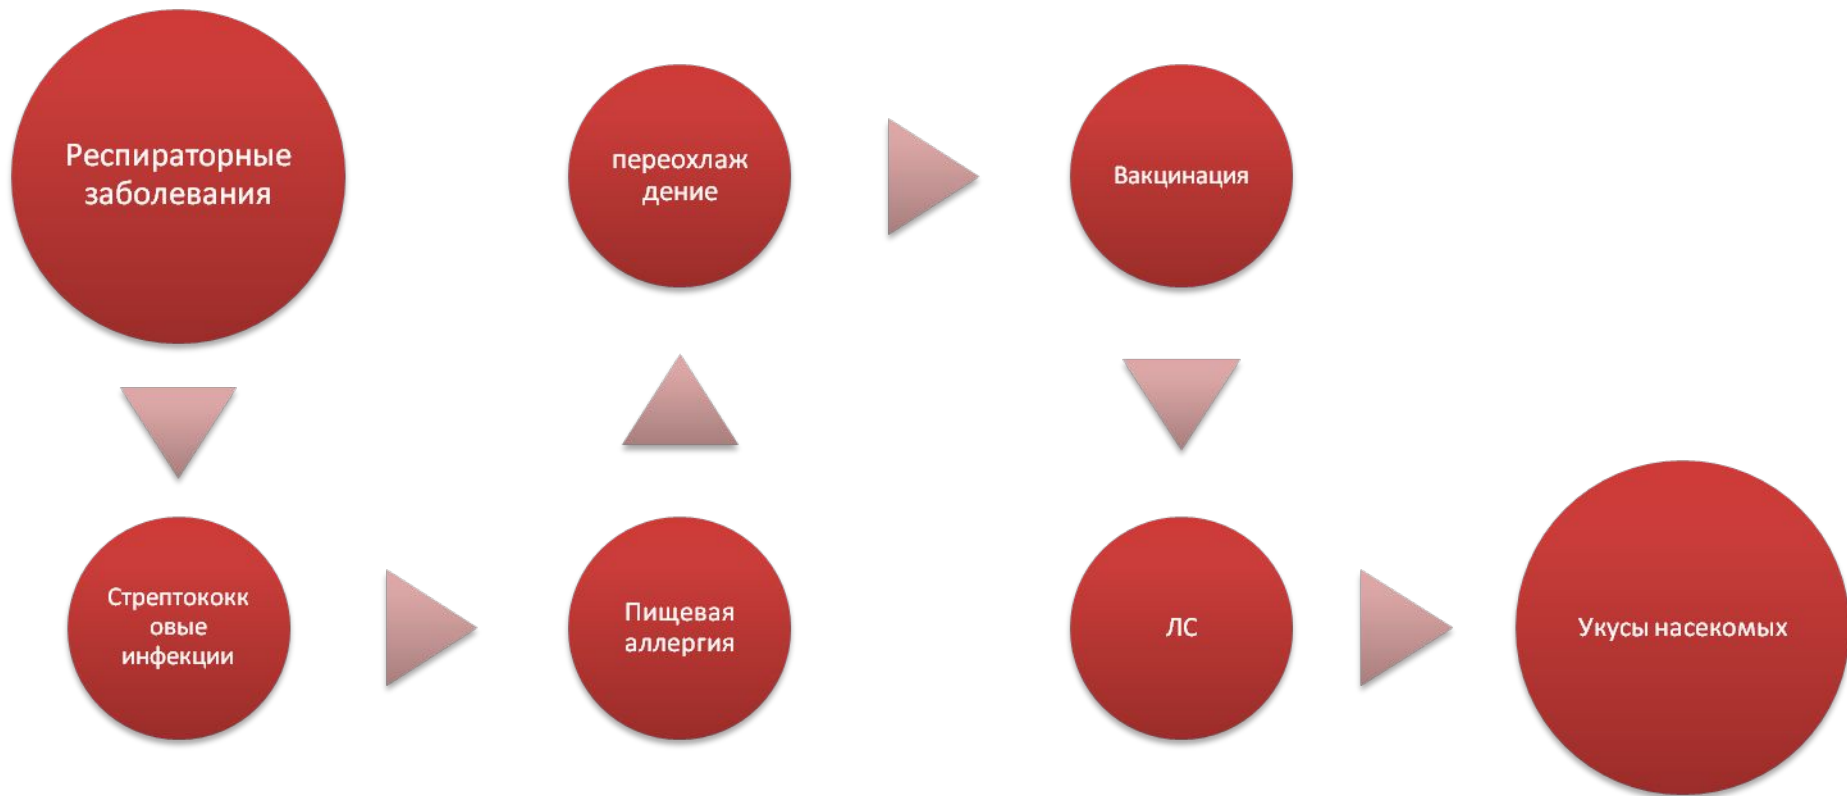 Респираторные
заболевания
Стрептококк
овые
инфекции
Пищевая
аллергия
переохлаж
дение
Вакцинация
ЛС
Укусы насекомых